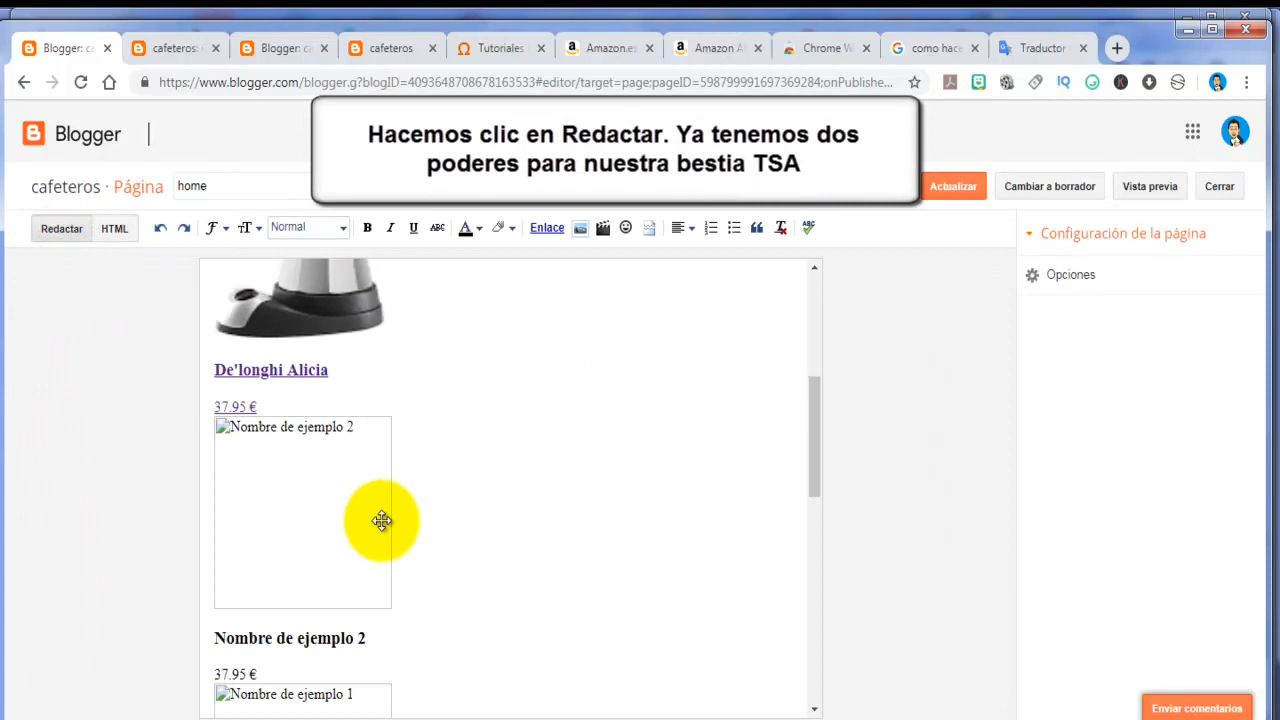 Blogger: ca
cafeteros:
Blogger: c
cafeteros
Tutoriales
Amazon.es
Amazon A
Chrome W
como hace
Traductor
https://www.blogger.com/blogger.g?blogID=4093648708678163533#editor/target=page;pageID=598799991697369284;onPublishe...
Blogger
Hacemos clic en Redactar. Ya tenemos dos
poderes para nuestra bestia TSA
cafeteros · Página
home
Actualizar
Cambiar a borrador
Vista previa
Cerrar
Redactar
HTML
Normal
B I U ABC
A
Enlace
Configuración de la página
Opciones
De'longhi Alicia
37.95 €
Nombre de ejemplo 2
Nombre de ejemplo 2
37.95 €
Nombre de ejemplo 1
Enviar comentarios